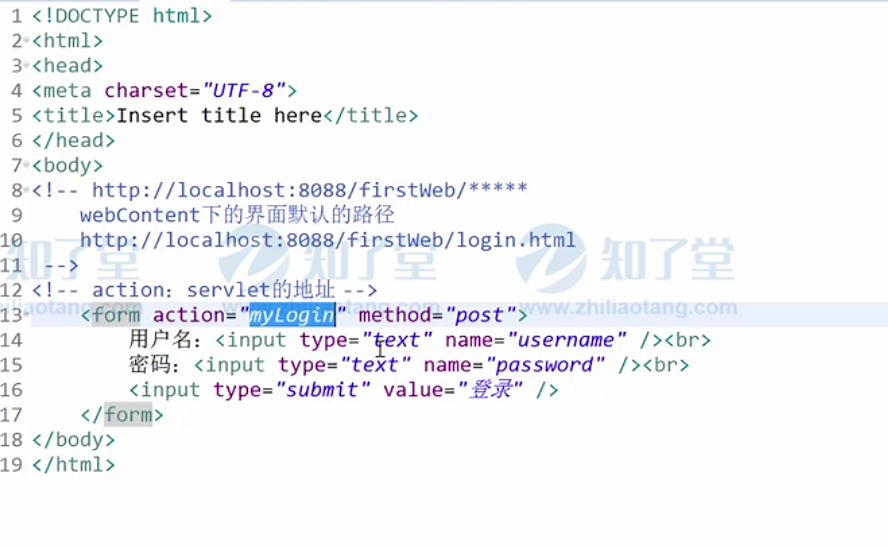 1 <!DOCTYPE html>
2 <html>
3 <head>
4 <meta charset="UTF-8">
5 <title>Insert title here</title>
6 </head>
7 <body>
8 <!-- http://localhost:8088/firstWeb/*****
9 webContent下的界面默认的路径
10 http://localhost:8088/firstWeb/login.html
11 -->
12 <!-- action：servlet的地址 -->
13 <form action="myLogin" method="post">
14 用户名：<input type="text" name="username" /><br>
15 密码：<input type="text" name="password" /><br>
16 <input type="submit" value="登录" />
17 </form>
18 </body>
19 </html>
知了堂 知了堂 知了堂
iliaotang.com www.zhiliaotang.com www.zhiliaotang.com